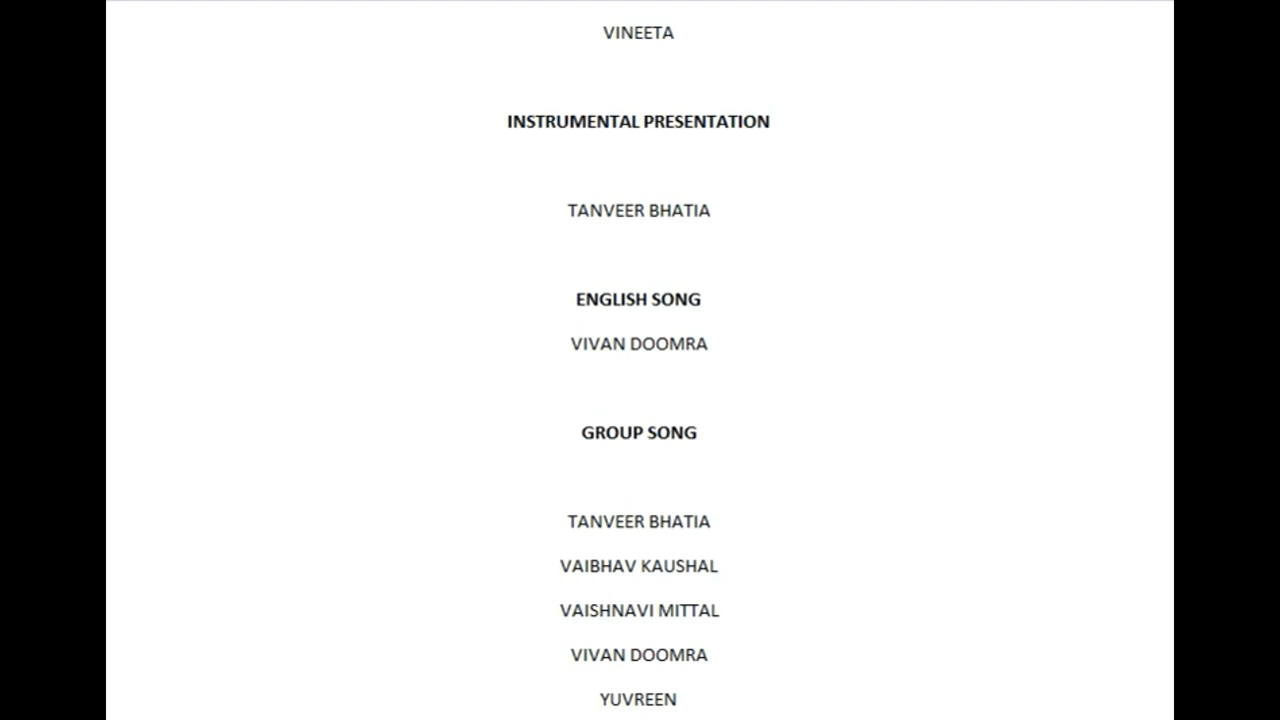 VINEETA
INSTRUMENTAL PRESENTATION
TANVEER BHATIA
ENGLISH SONG
VIVAN DOOMRA
GROUP SONG
TANVEER BHATIA
VAIBHAV KAUSHAL
VAISHNAVI MITTAL
VIVAN DOOMRA
YUVREEN